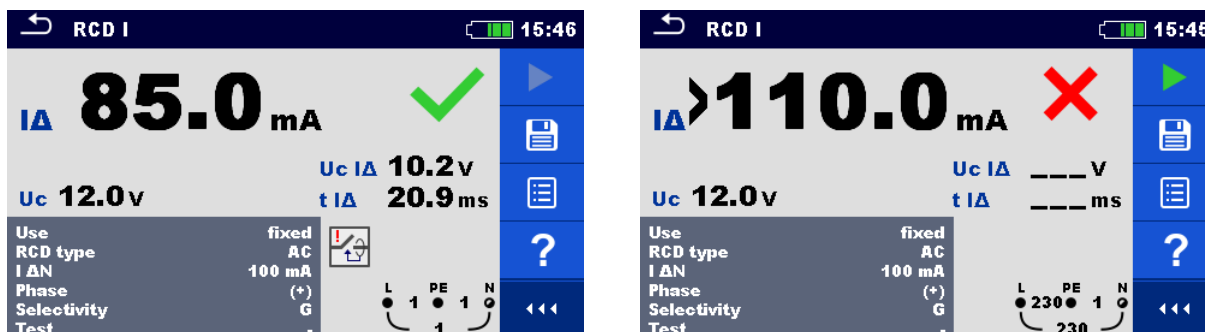 RCD I 15:46
IΔ 85.0 mA
Uc IΔ 10.2 V
Uc 12.0 V t IΔ 20.9 ms
Use fixed
RCD type AC
I ΔN 100 mA
Phase (+)
Selectivity G
Test -
L PE N
1 1
1
?
RCD I 15:45
IΔ >110.0 mA
Uc IΔ ___ V
Uc 12.0 V t IΔ ___ ms
Use fixed
RCD type AC
I ΔN 100 mA
Phase (+)
Selectivity G
Test -
L PE N
230 1
230
?